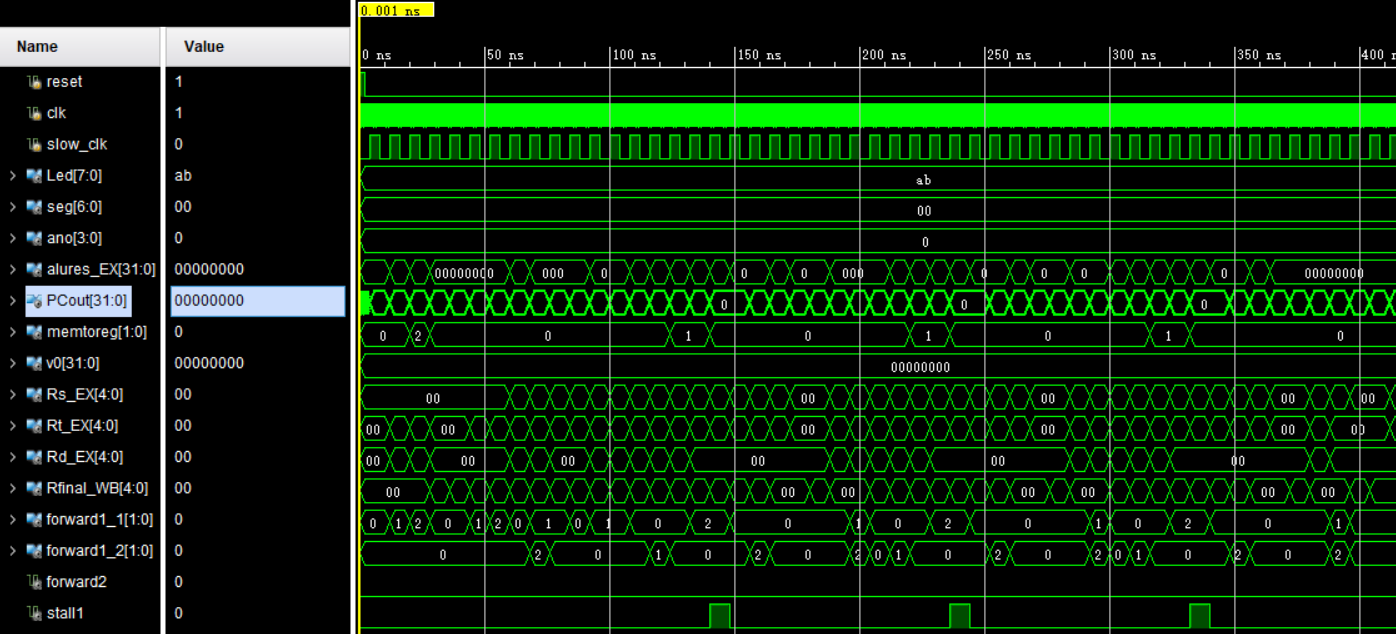 0.001 ns
Name Value
0 ns 50 ns 100 ns 150 ns 200 ns 250 ns 300 ns 350 ns 400 n
reset 1
clk 1
slow_clk 0
Led[7:0] ab ab
seg[6:0] 00 00
ano[3:0] 0 0
alures_EX[31:0] 00000000 00000000 000 0 0 0 000 0 0 0 0 00000000
PCout[31:0] 00000000 0 0 0
memtoreg[1:0] 0 0 2 0 1 0 1 0 1 0
v0[31:0] 00000000 00000000
Rs_EX[4:0] 00 00 00 00 00 00
Rt_EX[4:0] 00 00 00 00 00 00 00
Rd_EX[4:0] 00 00 00 00 00 00 00
Rfinal_WB[4:0] 00 00 00 00 00 00 00 00
forward1_1[1:0] 0 0 1 2 0 1 2 0 1 0 1 0 2 0 1 0 2 0 1 0 2 0 1
forward1_2[1:0] 0 0 2 0 1 0 2 0 2 0 1 0 2 0 2 0 1 0 2 0 2
forward2 0
stall1 0